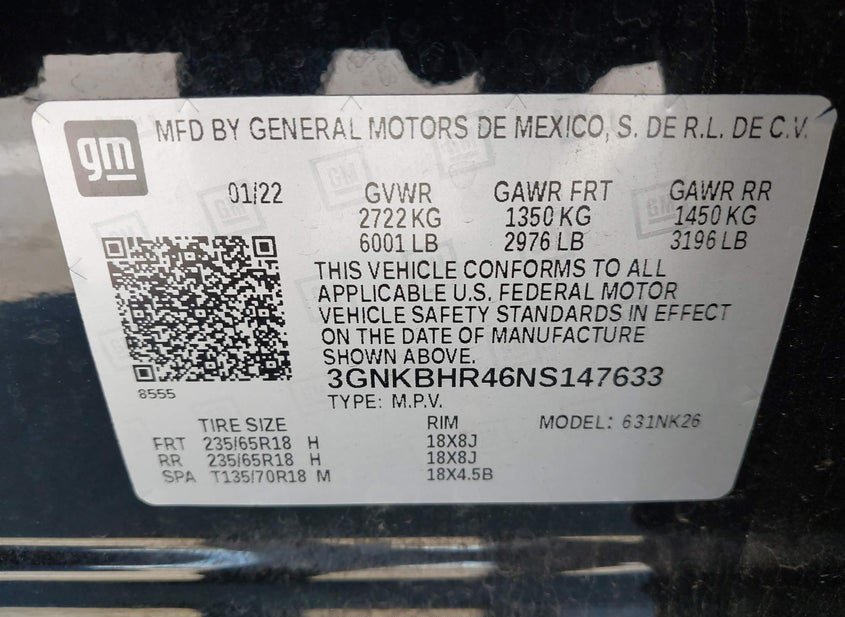 gm
MFD BY GENERAL MOTORS DE MEXICO, S. DE R.L. DE C.V.
01/22 GVWR GAWR FRT GAWR RR
2722 KG 1350 KG 1450 KG
6001 LB 2976 LB 3196 LB
THIS VEHICLE CONFORMS TO ALL
APPLICABLE U.S. FEDERAL MOTOR
VEHICLE SAFETY STANDARDS IN EFFECT
ON THE DATE OF MANUFACTURE
SHOWN ABOVE.
3GNKBHR46NS147633
8555
TYPE: M.P.V.
TIRE SIZE RIM MODEL: 631NK26
FRT 235/65R18 H 18X8J
RR 235/65R18 H 18X8J
SPA T135/70R18 M 18X4.5B